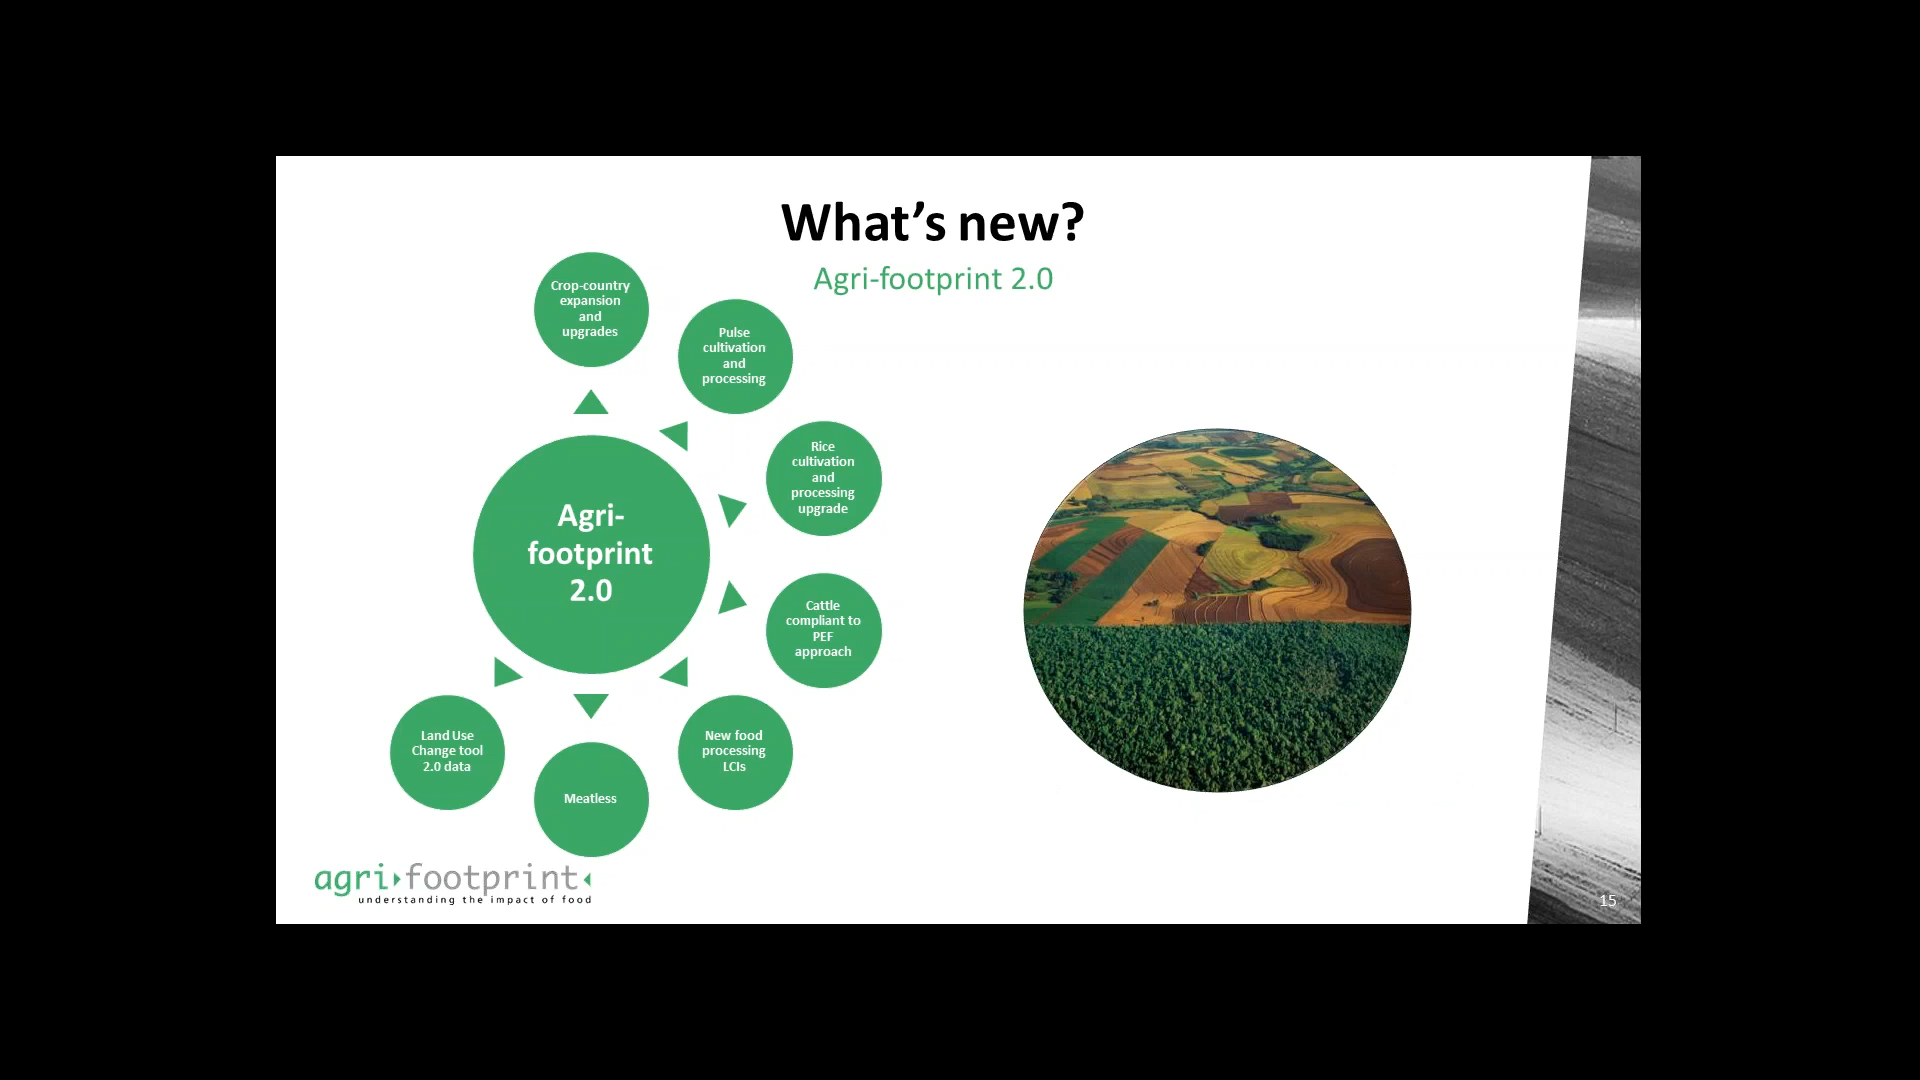 What's new?
Agri-footprint 2.0
Crop-country
expansion
and
upgrades
Pulse
cultivation
and
processing
Rice
cultivation
and
processing
upgrade
Agri-
footprint
2.0
Cattle
compliant to
PEF
approach
Land Use
Change tool
2.0 data
New food
processing
LCIs
Meatless
agri footprint
understanding the impact of food
15